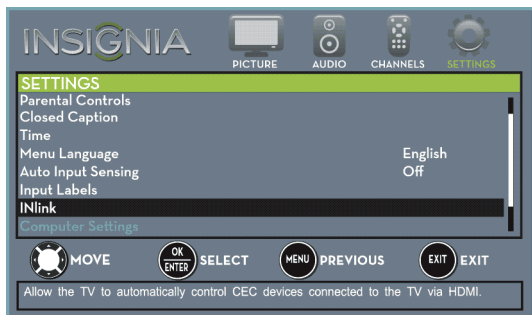 INSIGNIA
PICTURE AUDIO CHANNELS SETTINGS
SETTINGS
Parental Controls
Closed Caption
Time
Menu Language English
Auto Input Sensing Off
Input Labels
INlink
Computer Settings
MOVE OK ENTER SELECT MENU PREVIOUS EXIT EXIT
Allow the TV to automatically control CEC devices connected to the TV via HDMI.